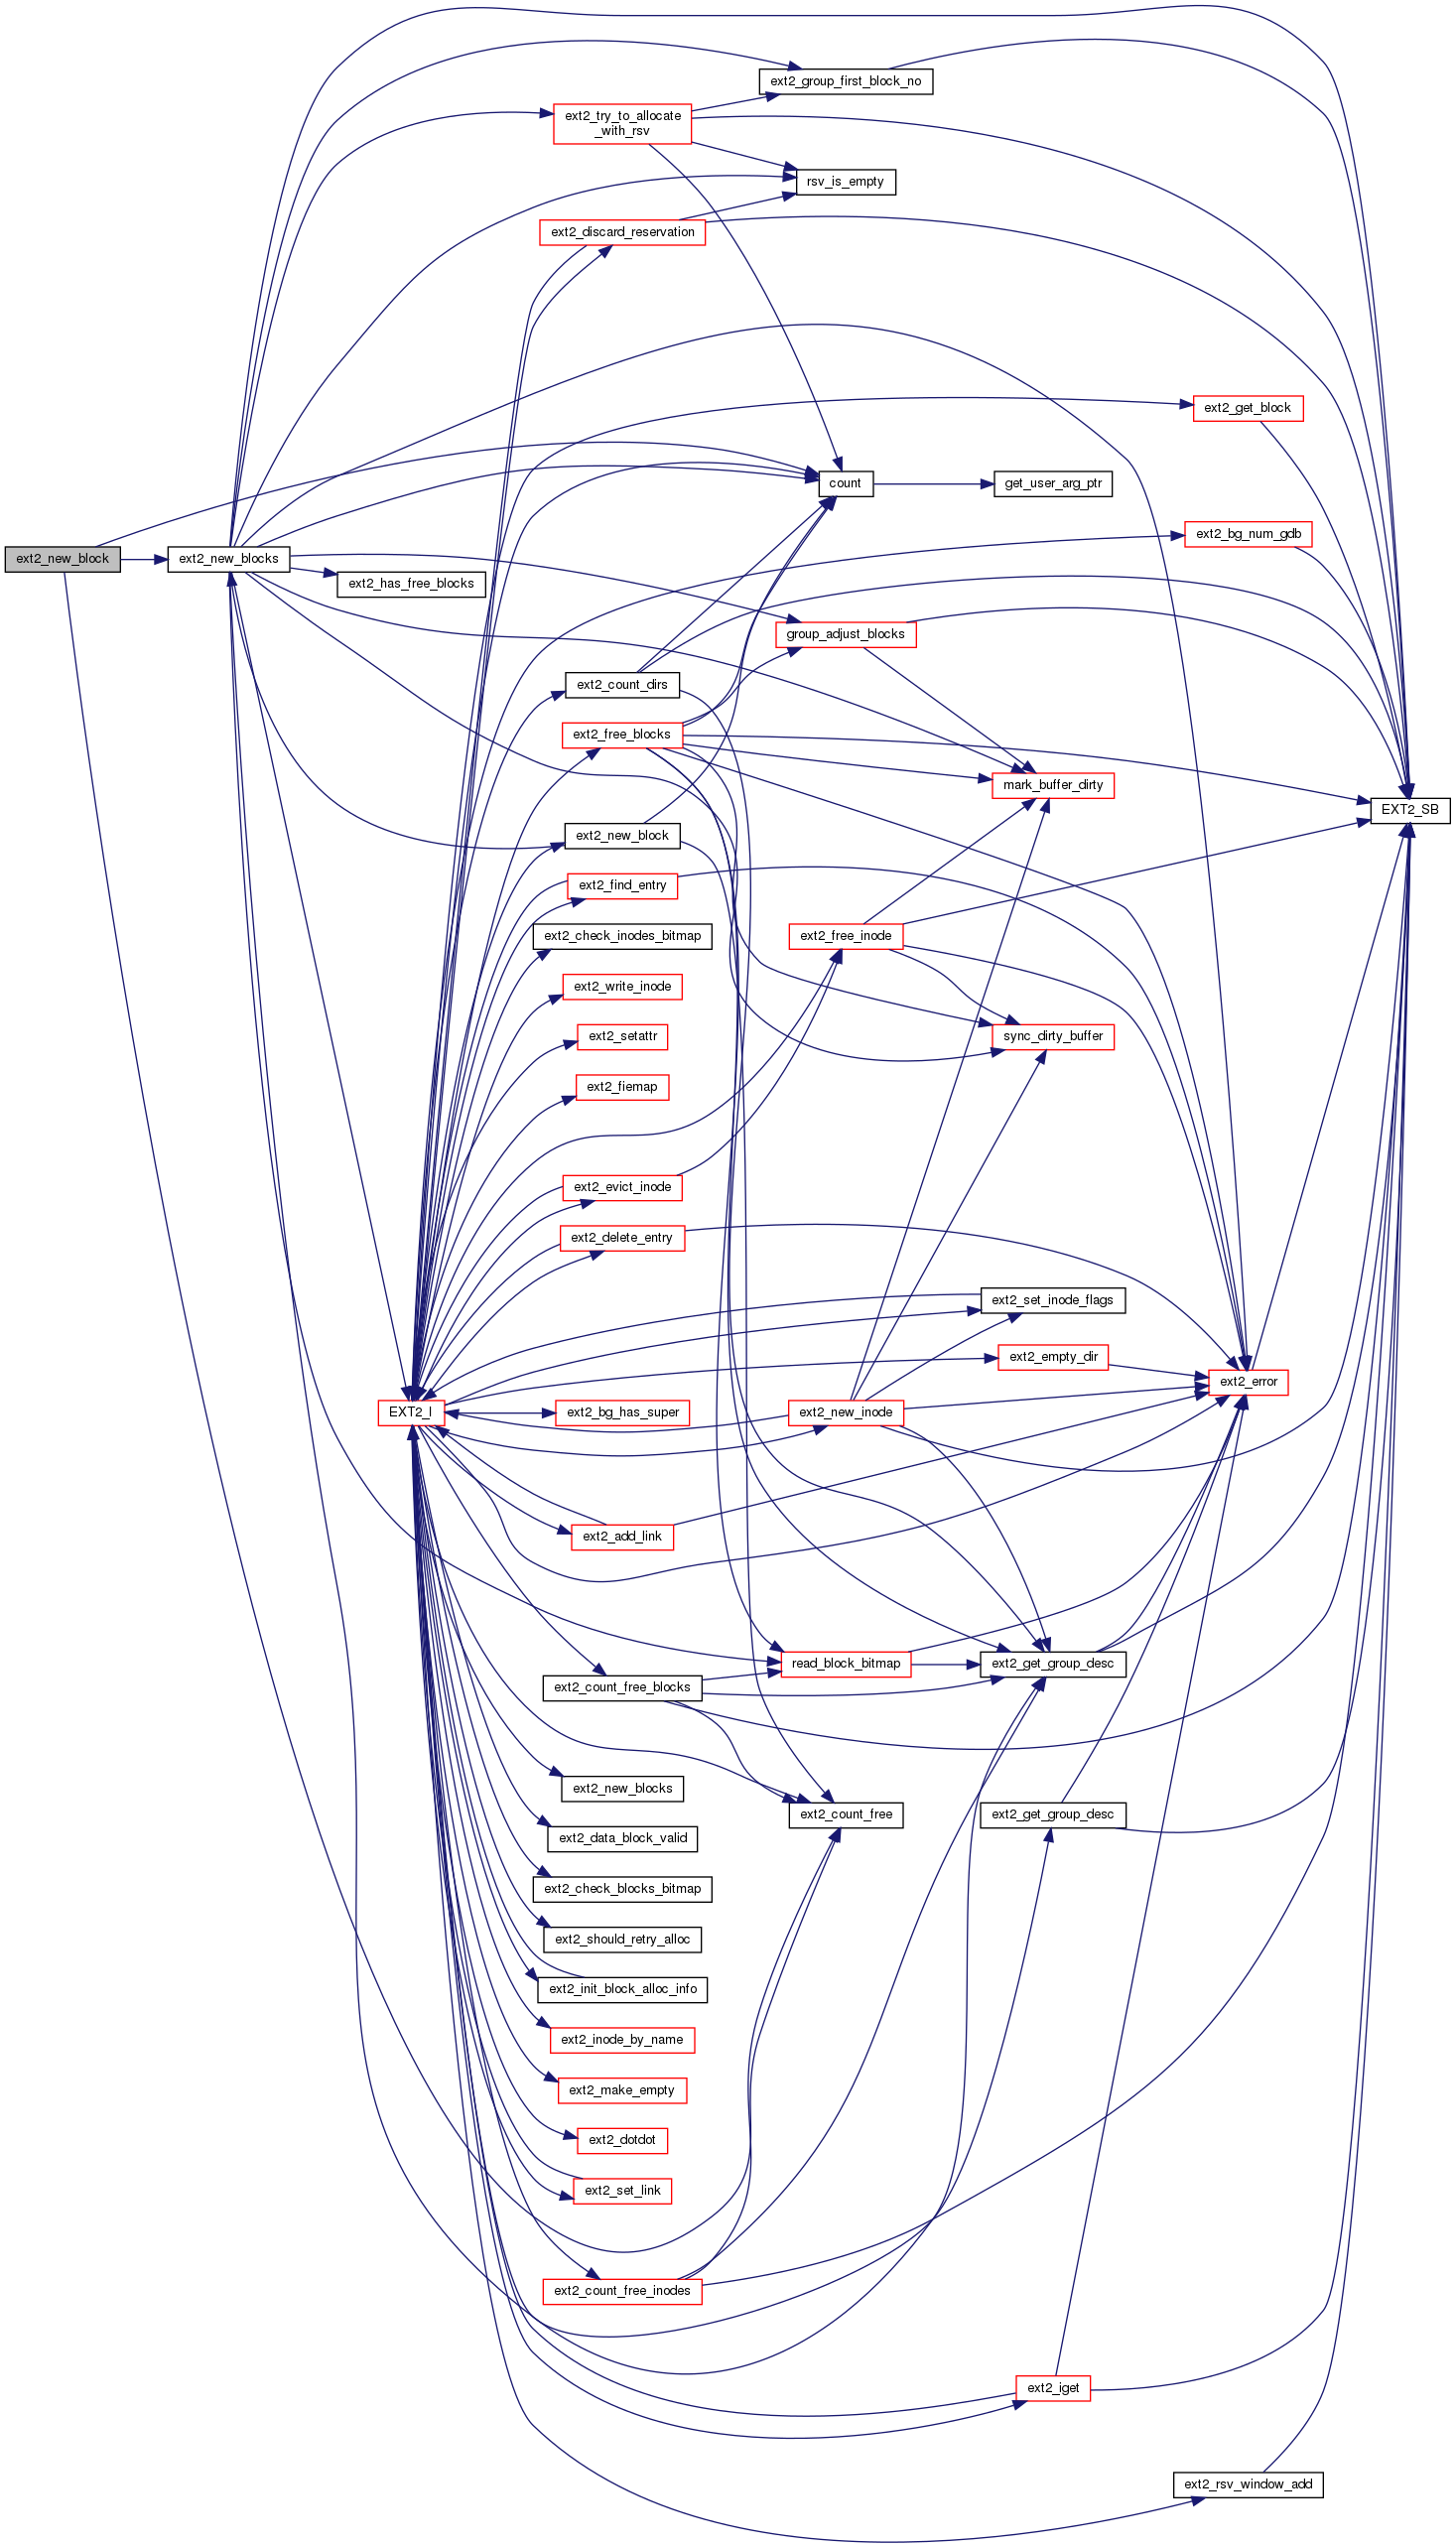 ext2_group_first_block_no
ext2_try_to_allocate
_with_rsv
rsv_is_empty
ext2_discard_reservation
ext2_get_block
count
get_user_arg_ptr
ext2_bg_num_gdb
ext2_new_block
ext2_new_blocks
ext2_has_free_blocks
group_adjust_blocks
ext2_count_dirs
ext2_free_blocks
mark_buffer_dirty
EXT2_SB
ext2_new_block
ext2_find_entry
ext2_check_inodes_bitmap
ext2_free_inode
ext2_write_inode
ext2_setattr
sync_dirty_buffer
ext2_fiemap
ext2_evict_inode
ext2_delete_entry
ext2_set_inode_flags
ext2_empty_dir
ext2_error
EXT2_I
ext2_bg_has_super
ext2_new_inode
ext2_add_link
read_block_bitmap
ext2_get_group_desc
ext2_count_free_blocks
ext2_new_blocks
ext2_count_free
ext2_get_group_desc
ext2_data_block_valid
ext2_check_blocks_bitmap
ext2_should_retry_alloc
ext2_init_block_alloc_info
ext2_inode_by_name
ext2_make_empty
ext2_dotdot
ext2_set_link
ext2_count_free_inodes
ext2_iget
ext2_rsv_window_add